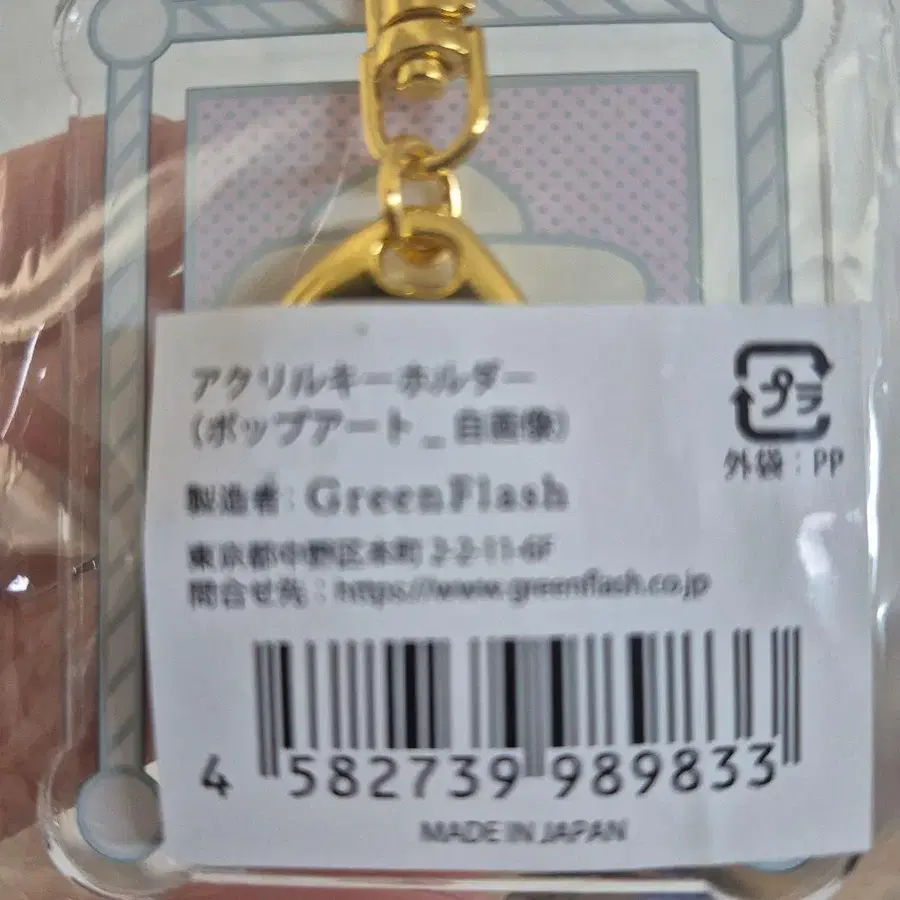 アクリルキーホルダー
(ポップアート_自画像)
プラ
外袋：PP
製造者：GreenFlash
東京都中野区本町 2-2-11-6F
問合せ先：https://www.greenflash.co.jp
4 582739 989833
MADE IN JAPAN